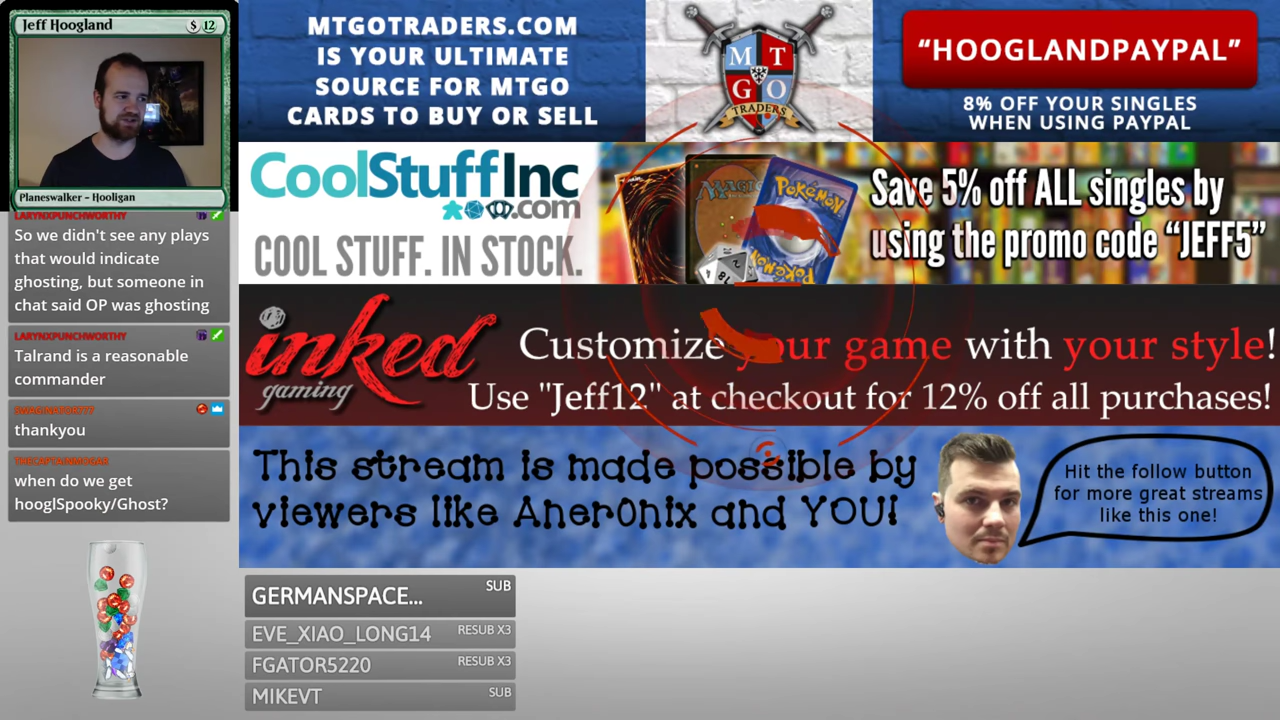 Jeff Hoogland
$ 12
Planeswalker - Hooligan
LARYNXPUNCHWORTHY
So we didn't see any plays
that would indicate
ghosting, but someone in
chat said OP was ghosting
LARYNXPUNCHWORTHY
Talrand is a reasonable
commander
thankyou
when do we get
hooglSpooky/Ghost?
MTGOTRADERS.COM
IS YOUR ULTIMATE
SOURCE FOR MTGO
CARDS TO BUY OR SELL
M T
G O
TRADERS
“HOOGLANDPAYPAL”
8% OFF YOUR SINGLES
WHEN USING PAYPAL
CoolStuffInc
.com
COOL STUFF. IN STOCK.
MAGIC
Pokémon
18
Pokémon
Save 5% off ALL singles by
using the promo code “JEFF5”
inked
gaming
Customize your game with your style!
Use "Jeff12" at checkout for 12% off all purchases!
This stream is made possible by
viewers like Aner0nix and YOU!
Hit the follow button
for more great streams
like this one!
GERMANSPACE... SUB
EVE_XIAO_LONG14 RESUB X3
FGATOR5220 RESUB X3
MIKEVT SUB